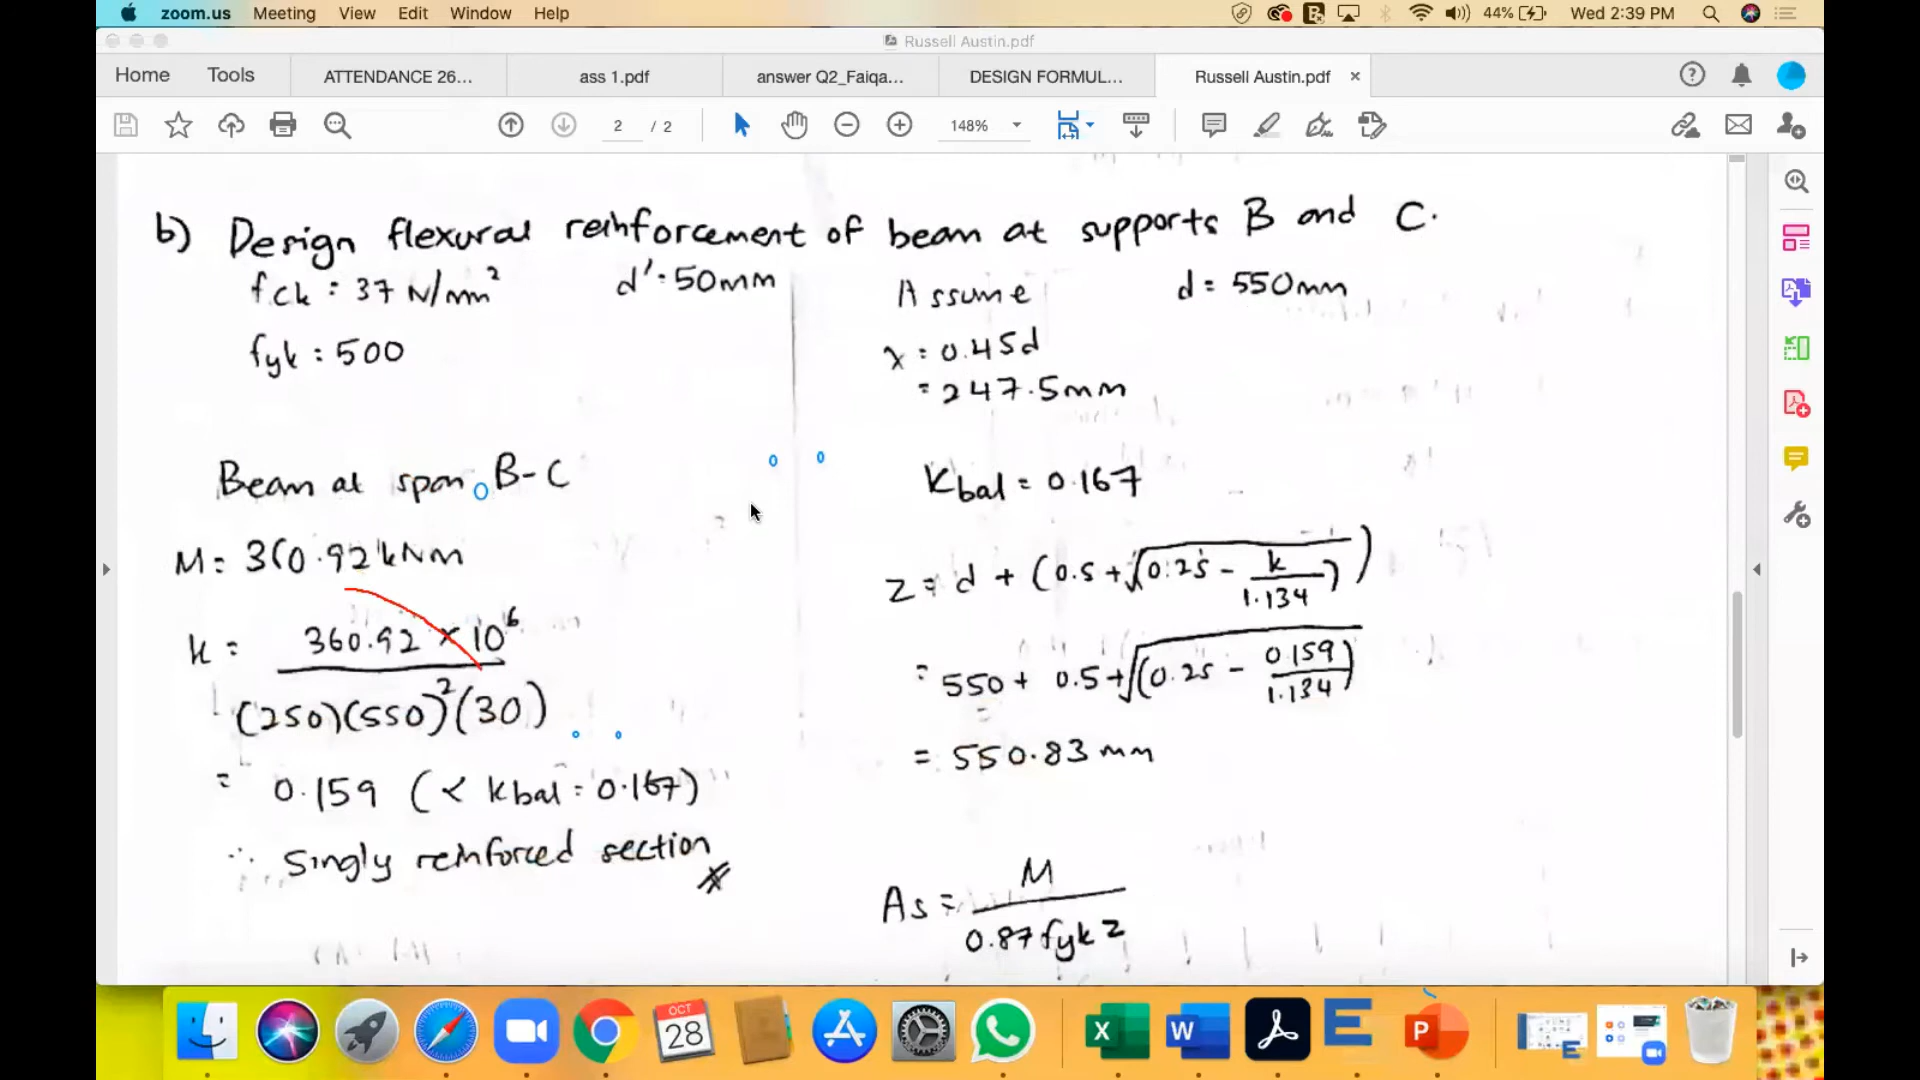 zoom.us Meeting View Edit Window Help 44% Wed 2:39 PM
Russell Austin.pdf
Home Tools ATTENDANCE 26... ass 1.pdf answer Q2_Faiqa... DESIGN FORMUL... Russell Austin.pdf ×
2 / 2 148%
b) Design flexural reinforcement of beam at supports B and C.
fck = 37 N/mm² d' = 50mm
fyk = 500
Beam at span B-C
M = 360.92 kNm
k = 360.92 × 10⁶
(250)(550)²(30)
= 0.159 (< kbal = 0.167)
∴ Singly reinforced section
Assume d = 550mm
x = 0.45d
= 247.5mm
Kbal = 0.167
z = d + (0.5 + √(0.25 - k/1.134))
= 550 + 0.5 + √(0.25 - 0.159/1.134)
= 550.83 mm
As = M
0.87 fyk z
OCT
28
X W E P
E